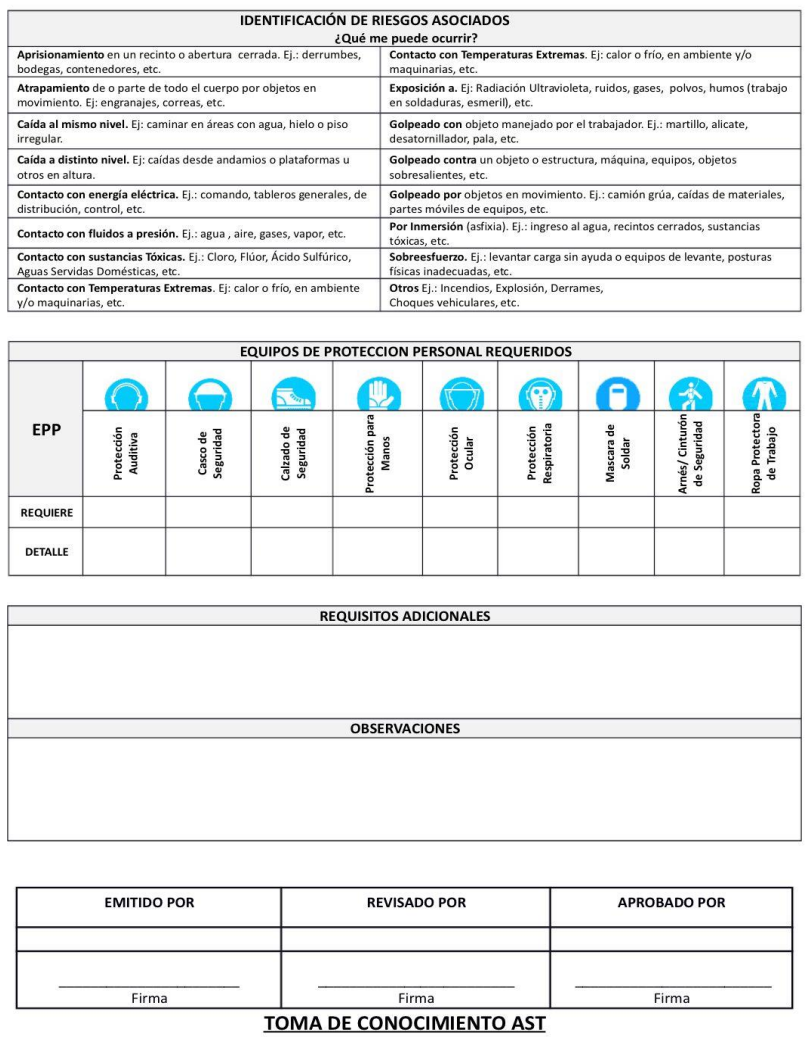 IDENTIFICACIÓN DE RIESGOS ASOCIADOS
¿Qué me puede ocurrir?
Aprisionamiento en un recinto o abertura cerrada. Ej.: derrumbes,
bodegas, contenedores, etc.
Contacto con Temperaturas Extremas. Ej: calor o frío, en ambiente y/o
maquinarias, etc.
Atrapamiento de o parte de todo el cuerpo por objetos en
movimiento. Ej: engranajes, correas, etc.
Exposición a. Ej: Radiación Ultravioleta, ruidos, gases, polvos, humos (trabajo
en soldaduras, esmeril), etc.
Caída al mismo nivel. Ej: caminar en áreas con agua, hielo o piso
irregular.
Golpeado con objeto manejado por el trabajador. Ej.: martillo, alicate,
desatornillador, pala, etc.
Caída a distinto nivel. Ej: caídas desde andamios o plataformas u
otros en altura.
Golpeado contra un objeto o estructura, máquina, equipos, objetos
sobresalientes, etc.
Contacto con energía eléctrica. Ej.: comando, tableros generales, de
distribución, control, etc.
Golpeado por objetos en movimiento. Ej.: camión grúa, caídas de materiales,
partes móviles de equipos, etc.
Contacto con fluidos a presión. Ej.: agua , aire, gases, vapor, etc.
Por Inmersión (asfixia). Ej.: ingreso al agua, recintos cerrados, sustancias
tóxicas, etc.
Contacto con sustancias Tóxicas. Ej.: Cloro, Flúor, Ácido Sulfúrico,
Aguas Servidas Domésticas, etc.
Sobreesfuerzo. Ej.: levantar carga sin ayuda o equipos de levante, posturas
físicas inadecuadas, etc.
Contacto con Temperaturas Extremas. Ej: calor o frío, en ambiente
y/o maquinarias, etc.
Otros Ej.: Incendios, Explosión, Derrames,
Choques vehiculares, etc.
EQUIPOS DE PROTECCION PERSONAL REQUERIDOS
EPP
Protección
Auditiva
Casco de
Seguridad
Calzado de
Seguridad
Protección para
Manos
Protección
Ocular
Protección
Respiratoria
Mascara de
Soldar
Arnés/ Cinturón
de Seguridad
Ropa Protectora
de Trabajo
REQUIERE
DETALLE
REQUISITOS ADICIONALES
OBSERVACIONES
EMITIDO POR
REVISADO POR
APROBADO POR
Firma
Firma
Firma
TOMA DE CONOCIMIENTO AST